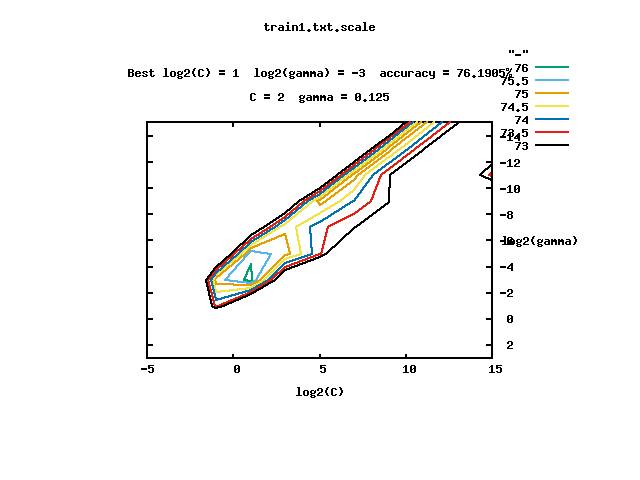 train1.txt.scale
"-"
Best log2(C) = 1  log2(gamma) = -3  accuracy = 76.1905%
76
75.5
75
C = 2  gamma = 0.125
74.5
74
73.5
73
-14
-12
-10
-8
-6
log2(gamma)
-4
-2
0
2
-5 0 5 10 15
log2(C)